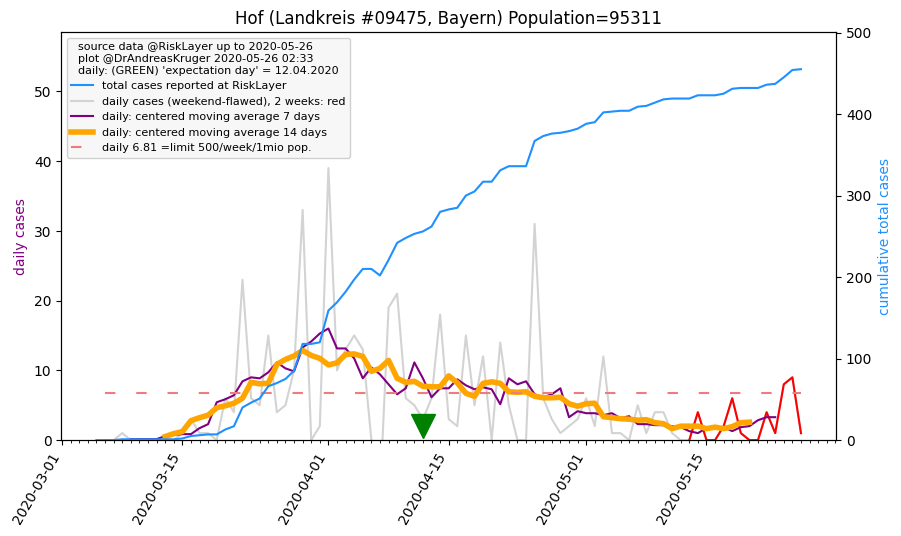 Hof (Landkreis #09475, Bayern) Population=95311
source data @RiskLayer up to 2020-05-26
plot @DrAndreasKruger 2020-05-26 02:33
daily: (GREEN) 'expectation day' = 12.04.2020
total cases reported at RiskLayer
daily cases (weekend-flawed), 2 weeks: red
daily: centered moving average 7 days
daily: centered moving average 14 days
daily 6.81 =limit 500/week/1mio pop.
daily cases
0
10
20
30
40
50
cumulative total cases
0
100
200
300
400
500
2020-03-01
2020-03-15
2020-04-01
2020-04-15
2020-05-01
2020-05-15